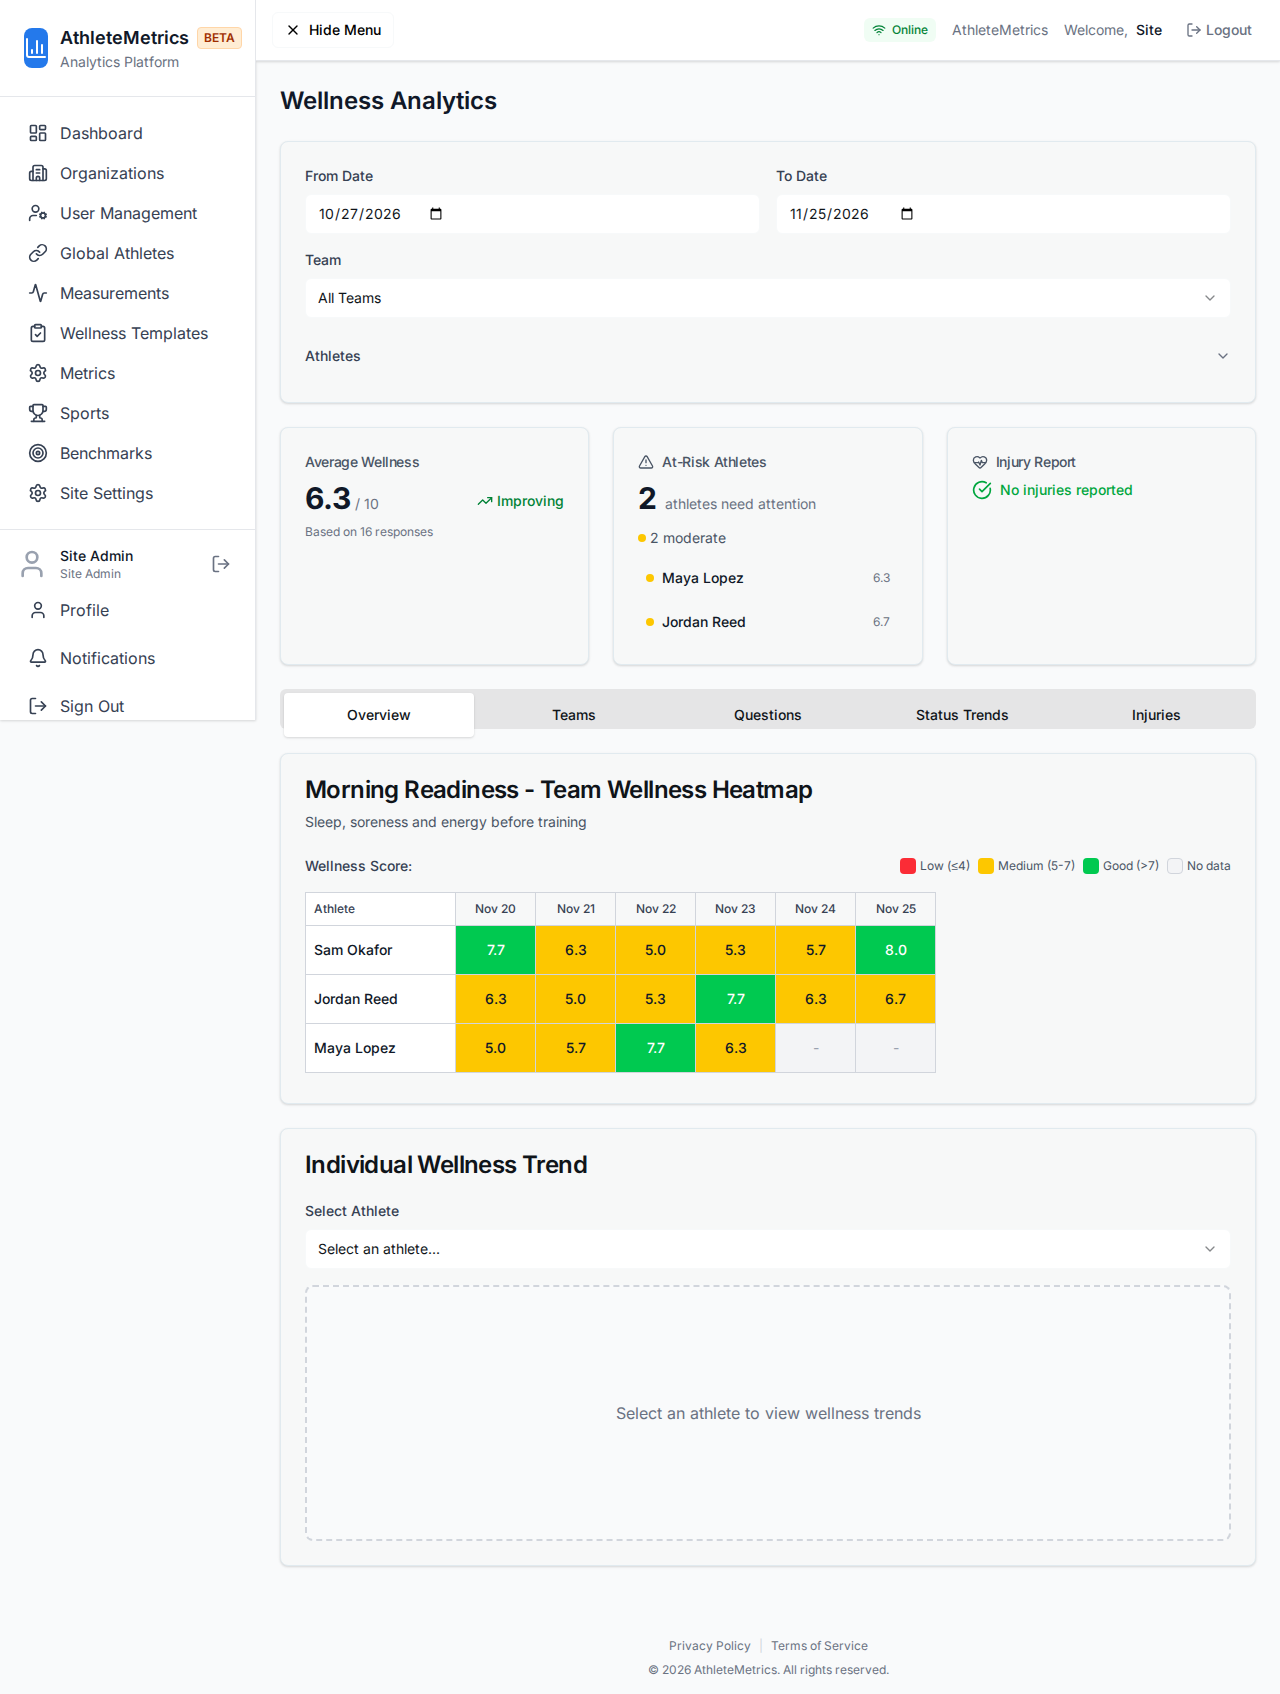 AthleteMetrics BETA
Analytics Platform
Dashboard
Organizations
User Management
Global Athletes
Measurements
Wellness Templates
Metrics
Sports
Benchmarks
Site Settings
Site Admin
Site Admin
Profile
Notifications
Sign Out
Hide Menu
Online AthleteMetrics Welcome, Site Logout
Wellness Analytics
From Date To Date
10/27/2026 11/25/2026
Team
All Teams
Athletes
Average Wellness
6.3 / 10 Improving
Based on 16 responses
At-Risk Athletes
2 athletes need attention
2 moderate
Maya Lopez 6.3
Jordan Reed 6.7
Injury Report
No injuries reported
Overview Teams Questions Status Trends Injuries
Morning Readiness - Team Wellness Heatmap
Sleep, soreness and energy before training
Wellness Score: Low (≤4) Medium (5-7) Good (>7) No data
Athlete Nov 20 Nov 21 Nov 22 Nov 23 Nov 24 Nov 25
Sam Okafor 7.7 6.3 5.0 5.3 5.7 8.0
Jordan Reed 6.3 5.0 5.3 7.7 6.3 6.7
Maya Lopez 5.0 5.7 7.7 6.3 - -
Individual Wellness Trend
Select Athlete
Select an athlete...
Select an athlete to view wellness trends
Privacy Policy | Terms of Service
© 2026 AthleteMetrics. All rights reserved.